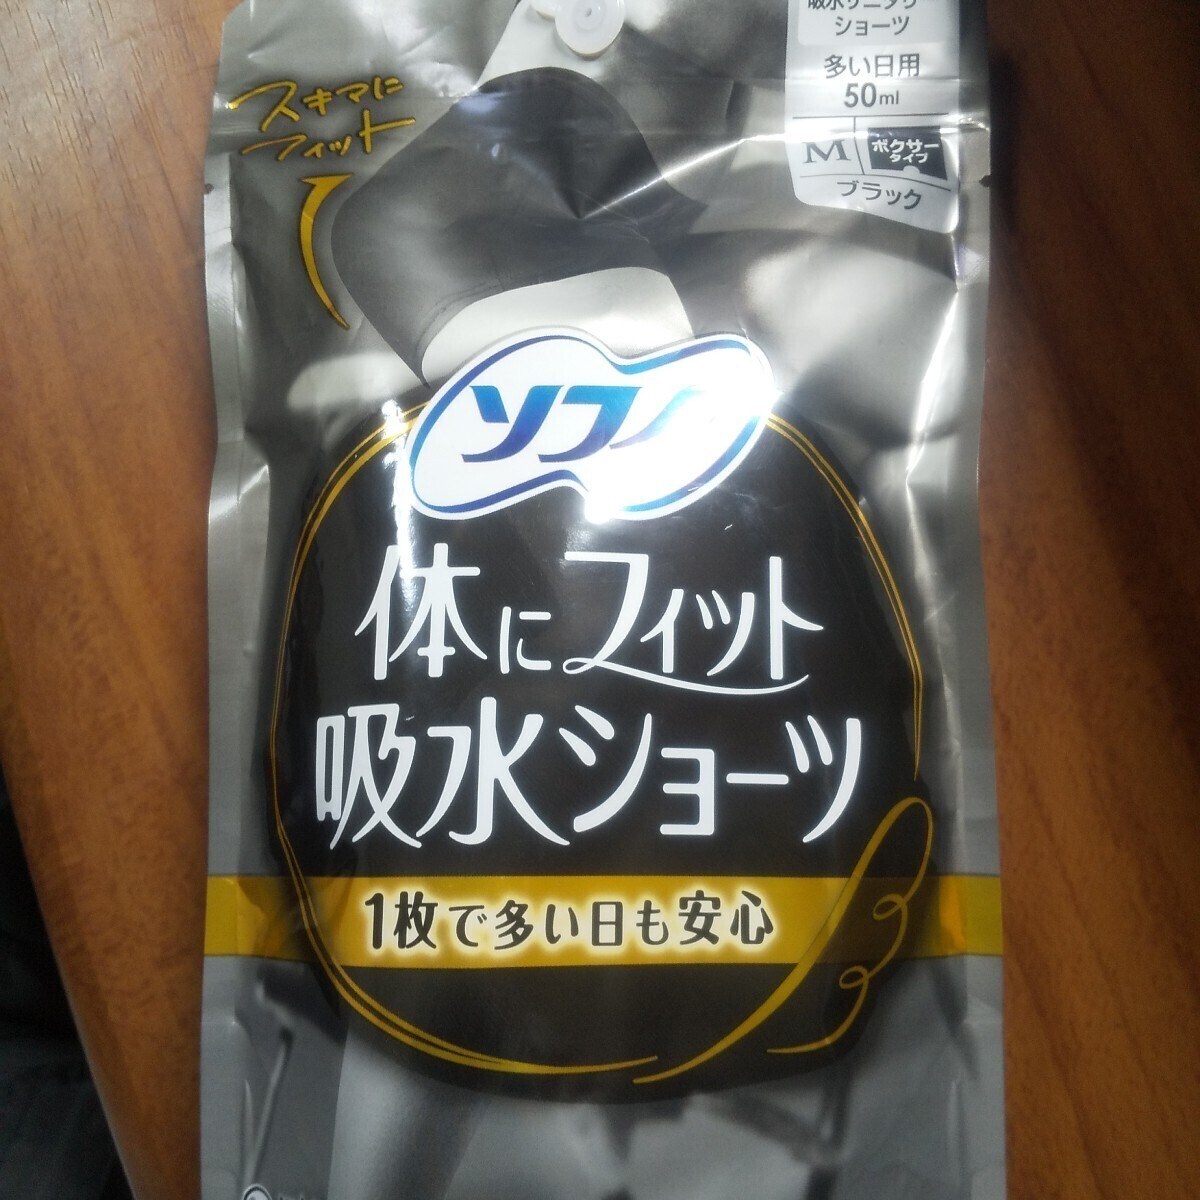 吸水サニタリー
ショーツ
多い日用
50ml
M
ボクサー
タイプ
ブラック
スキマに
フィット
ソフィ
体にフィット
吸水ショーツ
1枚で多い日も安心